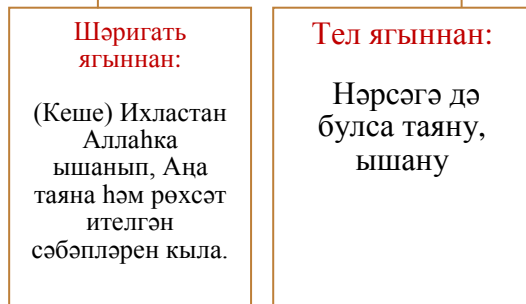 Шәригать
ягыннан:
(Кеше) Ихластан
Аллаһка
ышанып, Аңа
таяна һәм рөхсәт
ителгән
сәбәпләрен кыла.
Тел ягыннан:
Нәрсәгә дә
булса таяну,
ышану